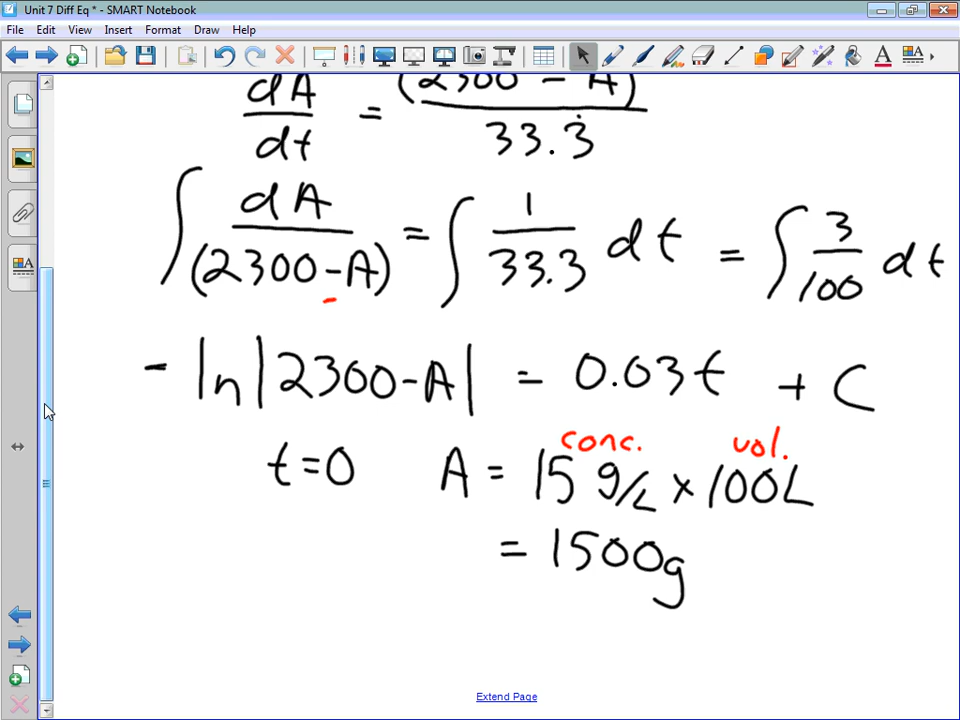 Unit 7 Diff Eq * - SMART Notebook
File Edit View Insert Format Draw Help
dA/dt = (2300 - A)/33.3̇
∫ dA/(2300-A) = ∫ 1/33.3 dt = ∫ 3/100 dt
- ln|2300-A| = 0.03t + C
conc. vol.
t=0 A = 15 g/L × 100L
= 1500g
Extend Page